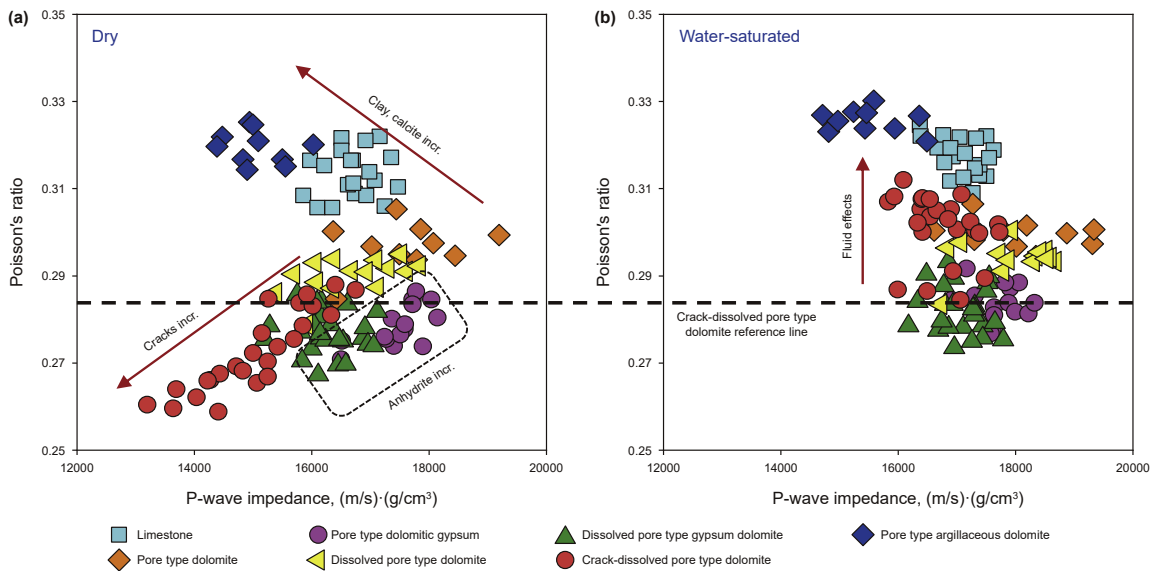 (a)
0.35
0.33
0.31
0.29
0.27
0.25
Poisson's ratio
Dry
Clay, calcite incr.
Cracks incr.
Anhydrite incr.
12000 14000 16000 18000 20000
P-wave impedance, (m/s)·(g/cm³)
(b)
0.35
0.33
0.31
0.29
0.27
0.25
Poisson's ratio
Water-saturated
Fluid effects
Crack-dissolved pore type
dolomite reference line
12000 14000 16000 18000 20000
P-wave impedance, (m/s)·(g/cm³)
Limestone Pore type dolomitic gypsum Dissolved pore type gypsum dolomite Pore type argillaceous dolomite
Pore type dolomite Dissolved pore type dolomite Crack-dissolved pore type dolomite